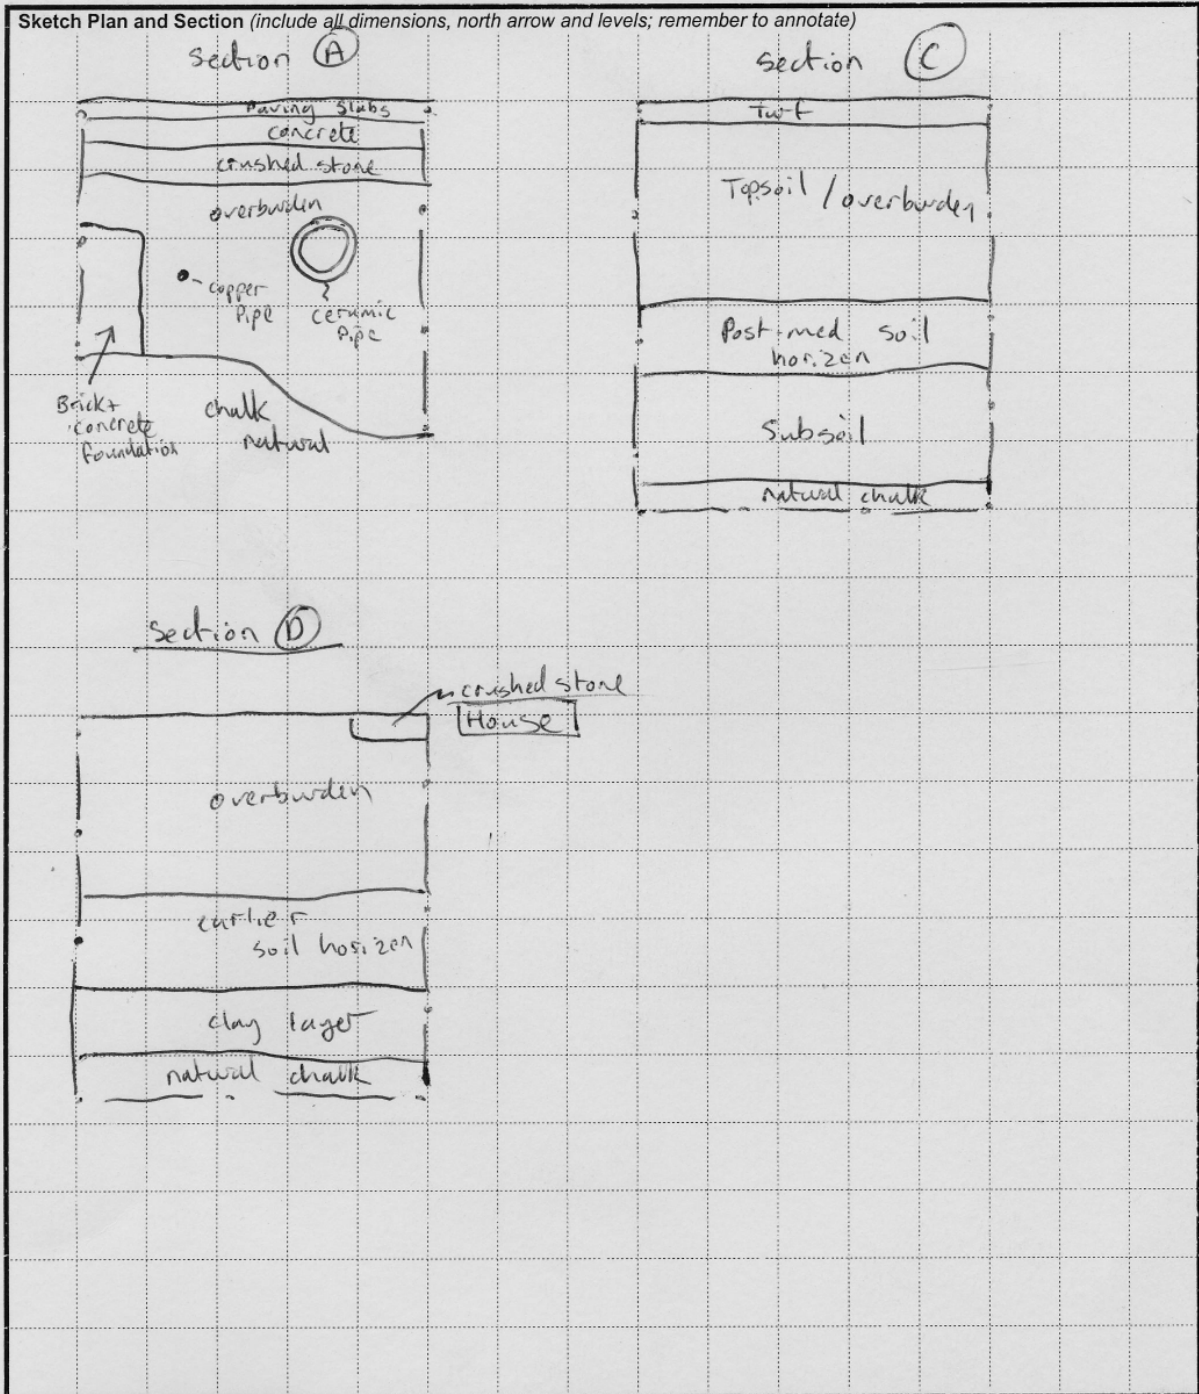 Sketch Plan and Section (include all dimensions, north arrow and levels; remember to annotate)
Section A
Paving Slabs
concrete
crushed stone
overburden
copper
Pipe
ceramic
Pipe
Brick +
concrete
foundation
chalk
natural
Section C
Turf
Topsoil / overburden
Post-med soil
horizen
Subsoil
natural chalk
Section D
crushed stone
House
overburden
earlier
soil horizen
clay layer
natural chalk